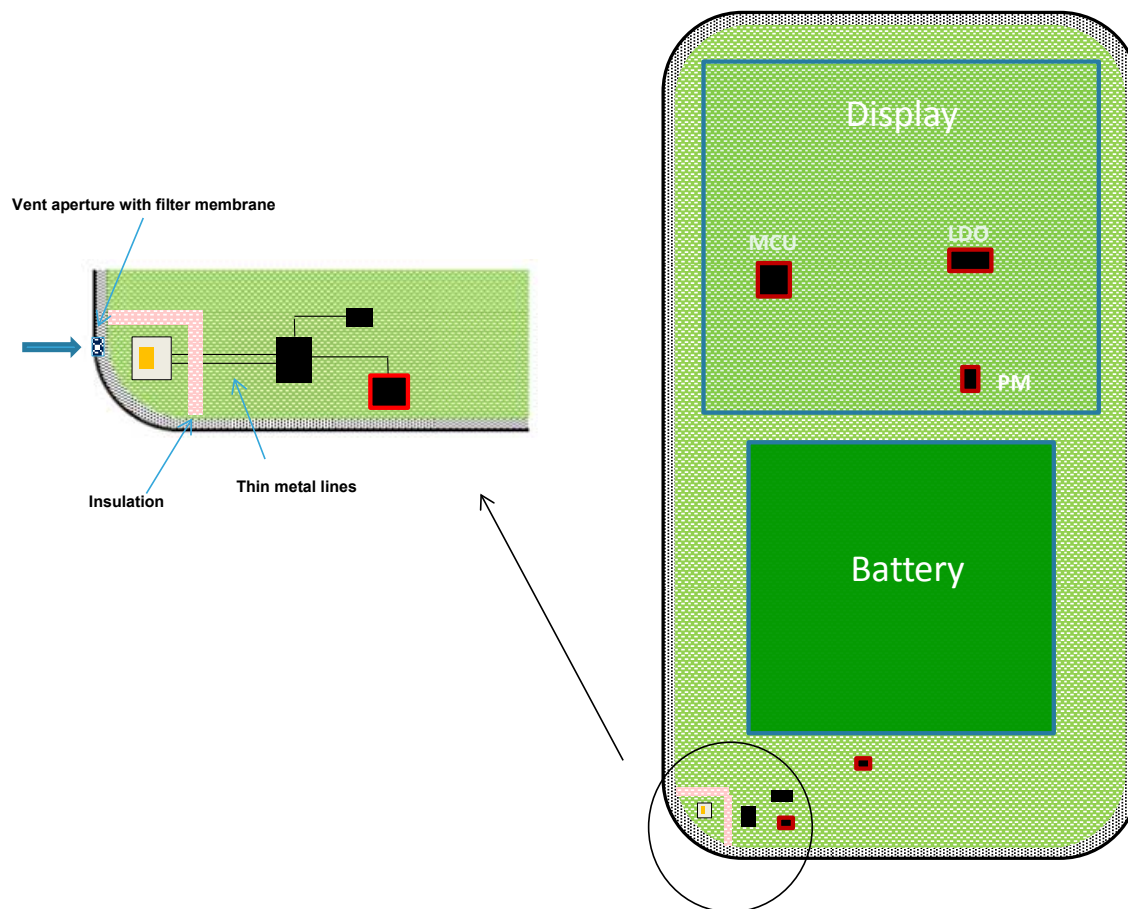 Display
Vent aperture with filter membrane
MCU
LDO
PM
Insulation
Thin metal lines
Battery